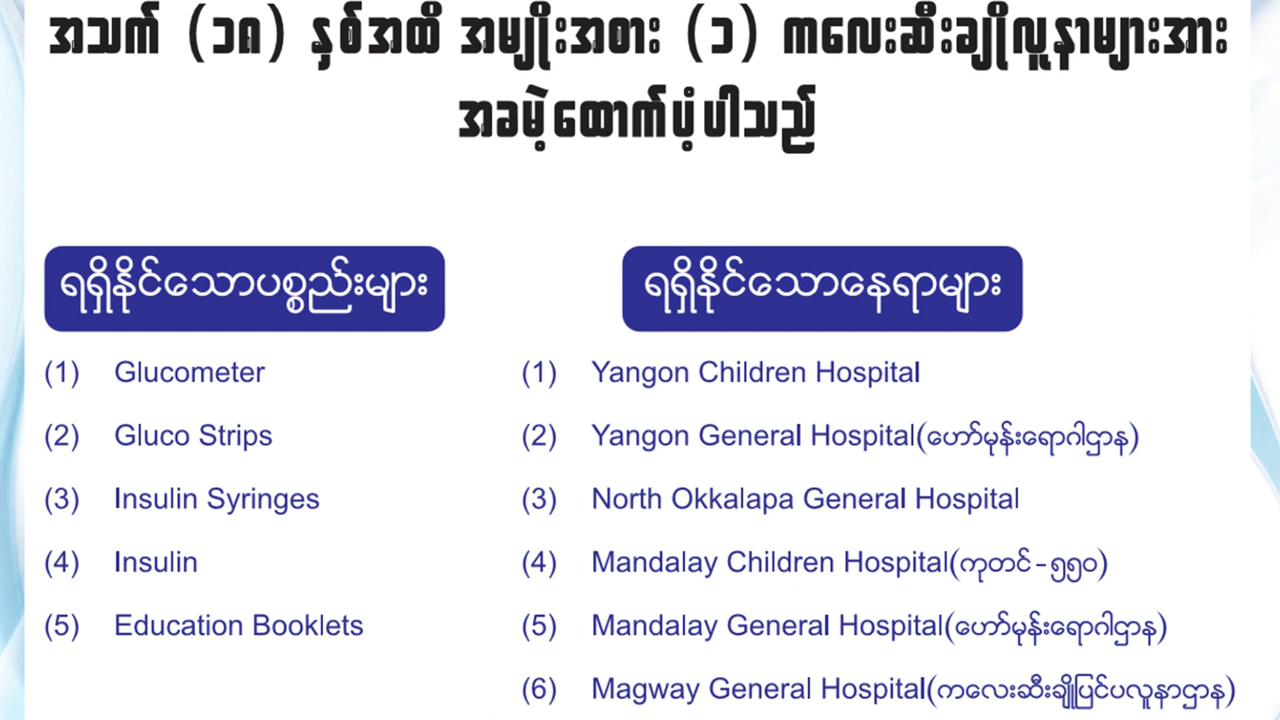 အသက် (၁၈) နှစ်အထိ အမျိုးအစား (၁) ကလေးဆီးချိုလူနာများအား
အခမဲ့ထောက်ပံ့ပါသည်
ရရှိနိုင်သောပစ္စည်းများ
(1) Glucometer
(2) Gluco Strips
(3) Insulin Syringes
(4) Insulin
(5) Education Booklets
ရရှိနိုင်သောနေရာများ
(1) Yangon Children Hospital
(2) Yangon General Hospital(ဟော်မုန်းရောဂါဌာန)
(3) North Okkalapa General Hospital
(4) Mandalay Children Hospital(ကုတင်-၅၅၀)
(5) Mandalay General Hospital(ဟော်မုန်းရောဂါဌာန)
(6) Magway General Hospital(ကလေးဆီးချိုပြင်ပလူနာဌာန)